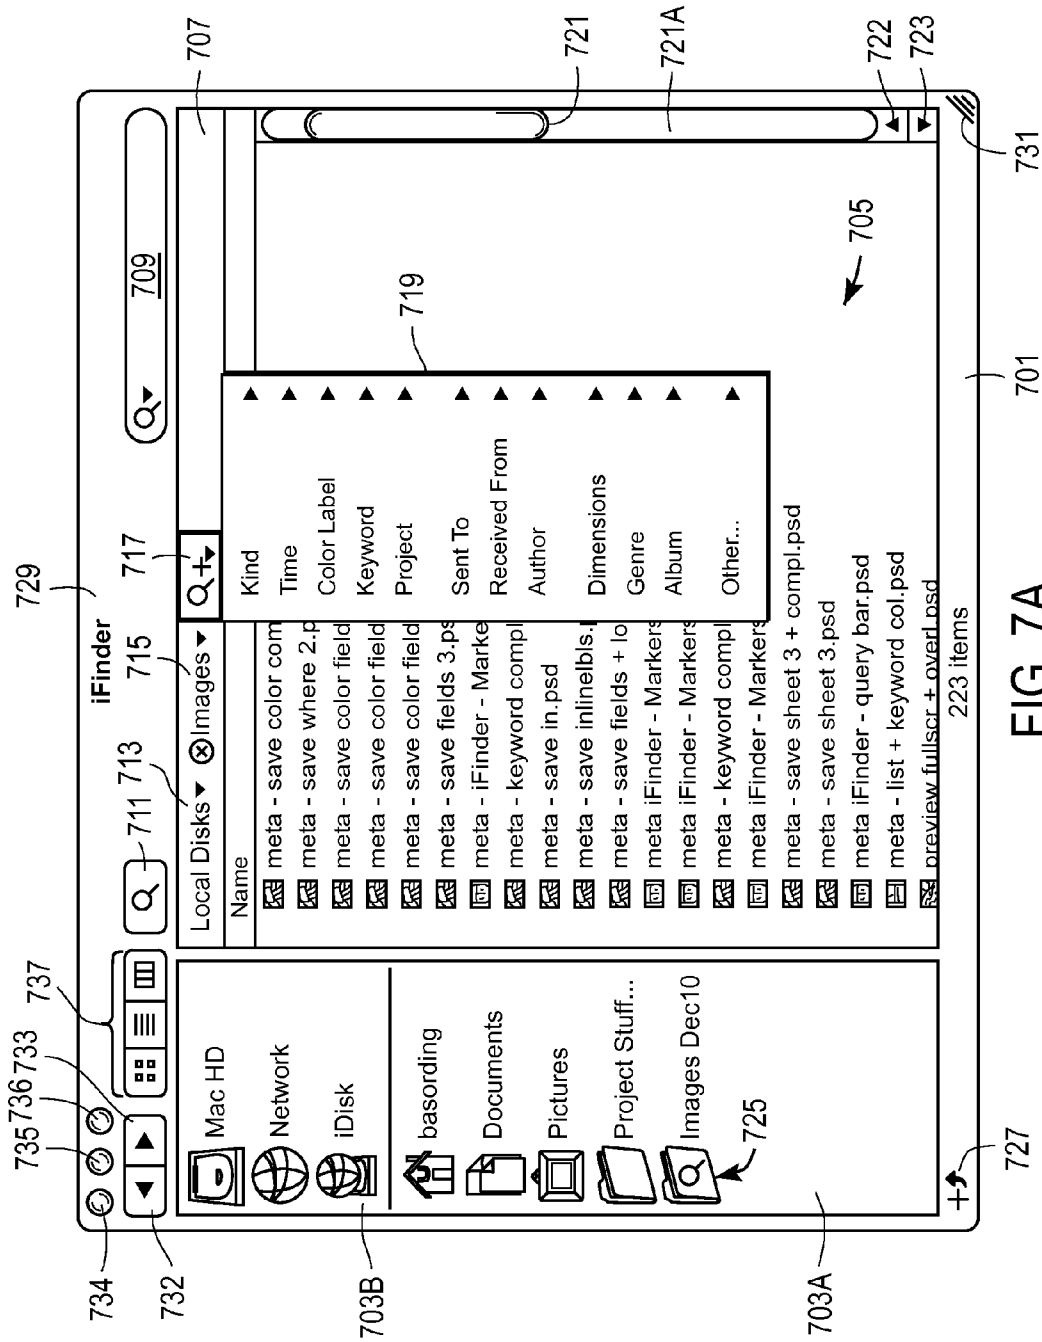 729
iFinder
734
735
736
733
732
737
711
713
715
717
709
707
Local Disks
Images
Name
Mac HD
Network
iDisk
basording
Documents
Pictures
Project Stuff...
Images Dec10
725
703B
703A
727
meta - save color com
meta - save where 2.p
meta - save color field
meta - save color field
meta - save color field
meta - save fields 3.ps
meta - iFinder - Marke
meta - keyword compl
meta - save in.psd
meta - save inlinelbls.p
meta - save fields + lo
meta iFinder - Markers
meta iFinder - Markers
meta - keyword compl
meta iFinder - Markers
meta - save sheet 3 + compl.psd
meta - save sheet 3.psd
meta iFinder - query bar.psd
meta - list + keyword col.psd
preview fullscr + overl.psd
Kind
Time
Color Label
Keyword
Project
Sent To
Received From
Author
Dimensions
Genre
Album
Other...
719
705
721
721A
722
723
731
701
223 items
FIG. 7A